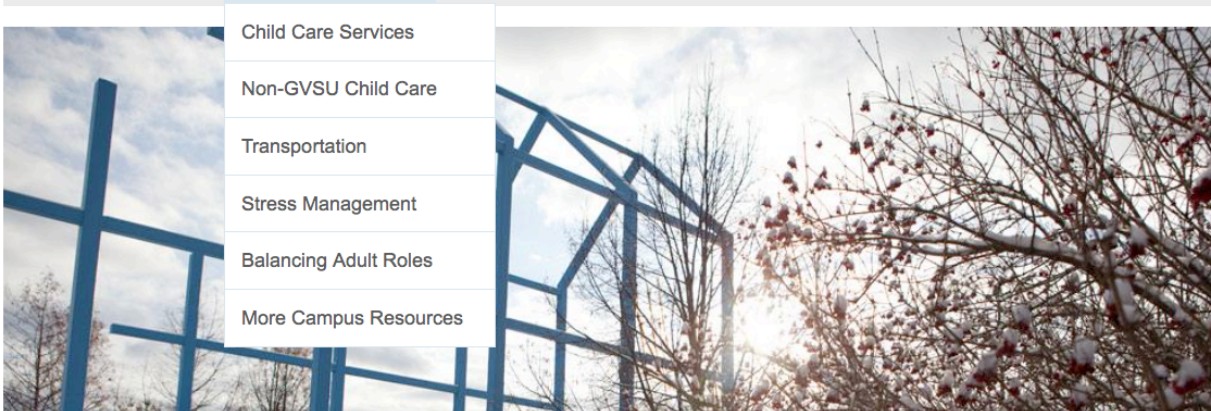 Child Care Services
Non-GVSU Child Care
Transportation
Stress Management
Balancing Adult Roles
More Campus Resources